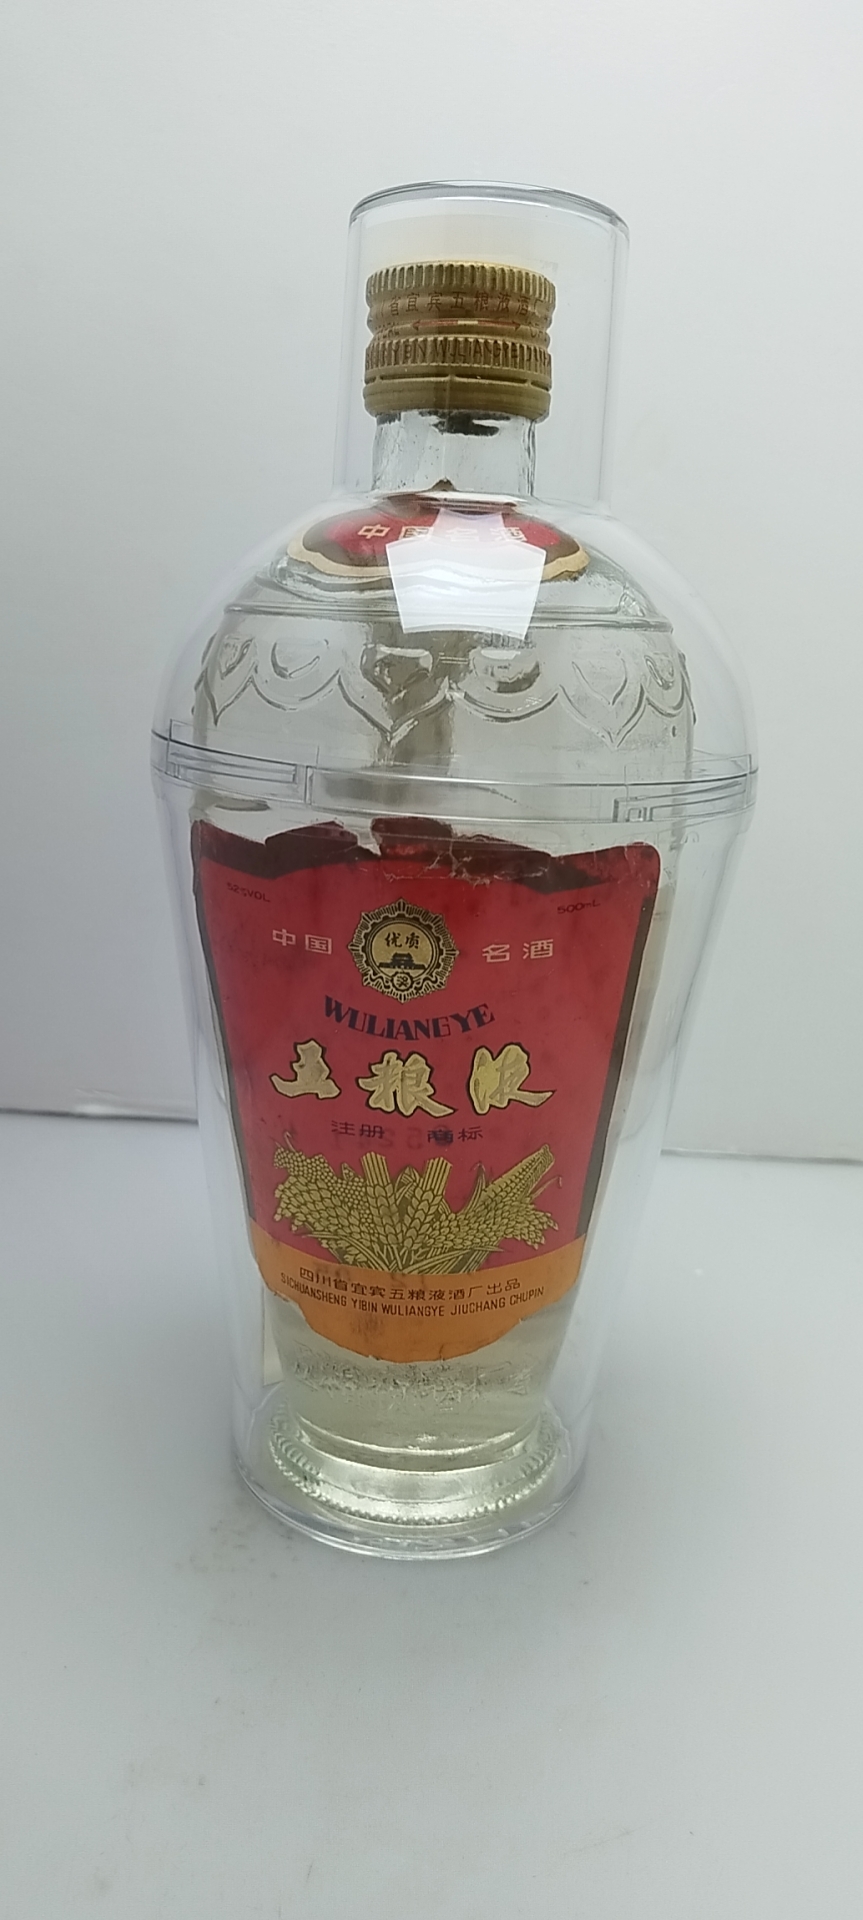 省宜宾五粮液酒厂
中国名酒
52%VOL
500mL
中国
优质
名酒
WULIANGYE
五粮液
注册 商标
四川省宜宾五粮液酒厂出品
SICHUANSHENG YIBIN WULIANGYE JIUCHANG CHUPIN